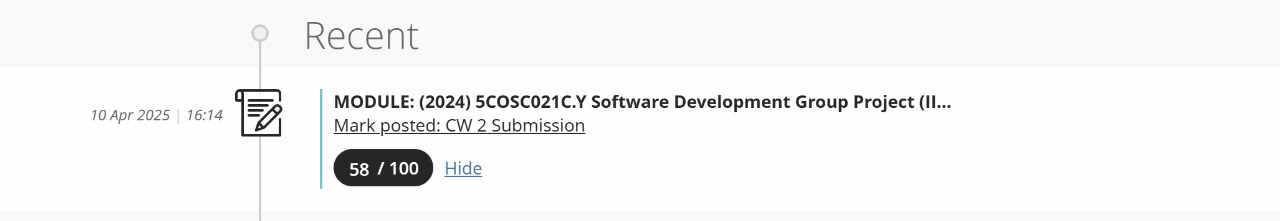 Recent
10 Apr 2025 | 16:14
MODULE: (2024) 5COSC021C.Y Software Development Group Project (II...
Mark posted: CW 2 Submission
58 / 100 Hide